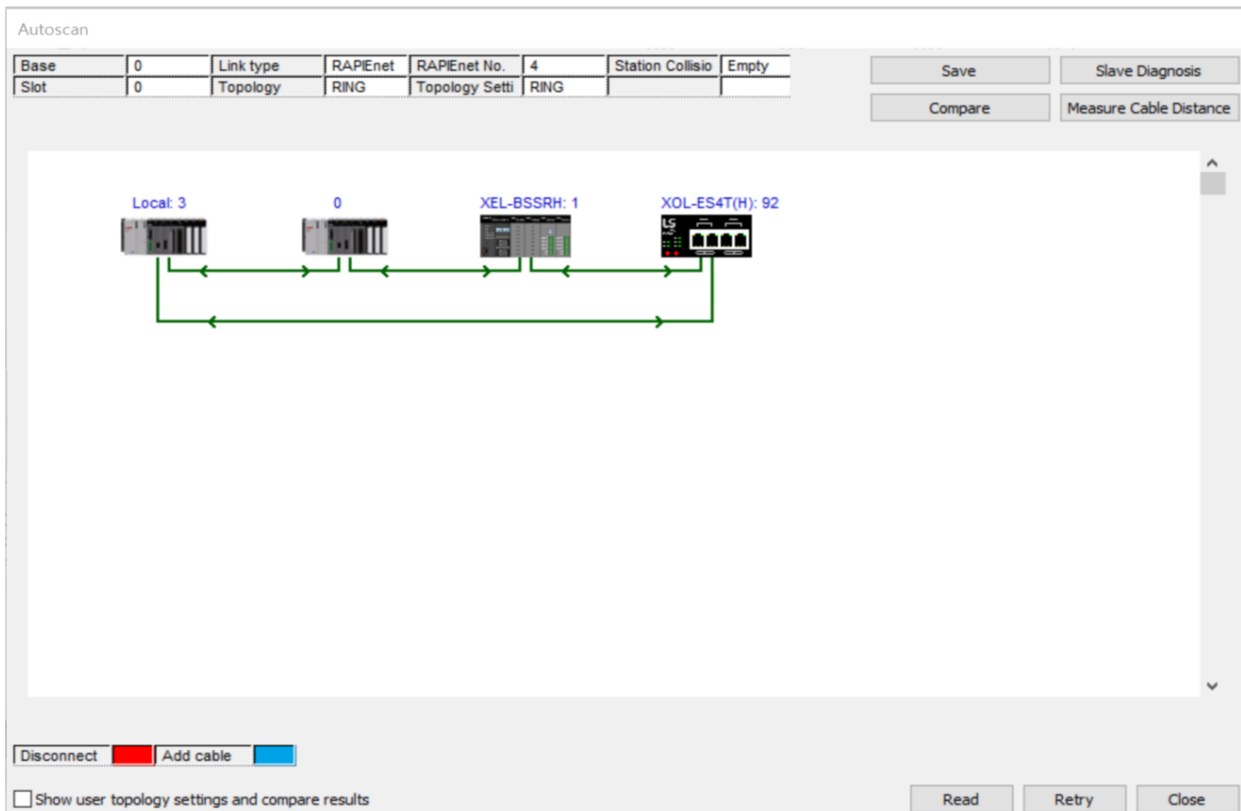 Autoscan
Base 0 Link type RAPIEnet RAPIEnet No. 4 Station Collisio Empty
Slot 0 Topology RING Topology Setti RING
Save Slave Diagnosis
Compare Measure Cable Distance
Local: 3 0 XEL-BSSRH: 1 XOL-ES4T(H): 92
LS
Disconnect Add cable
Show user topology settings and compare results
Read Retry Close